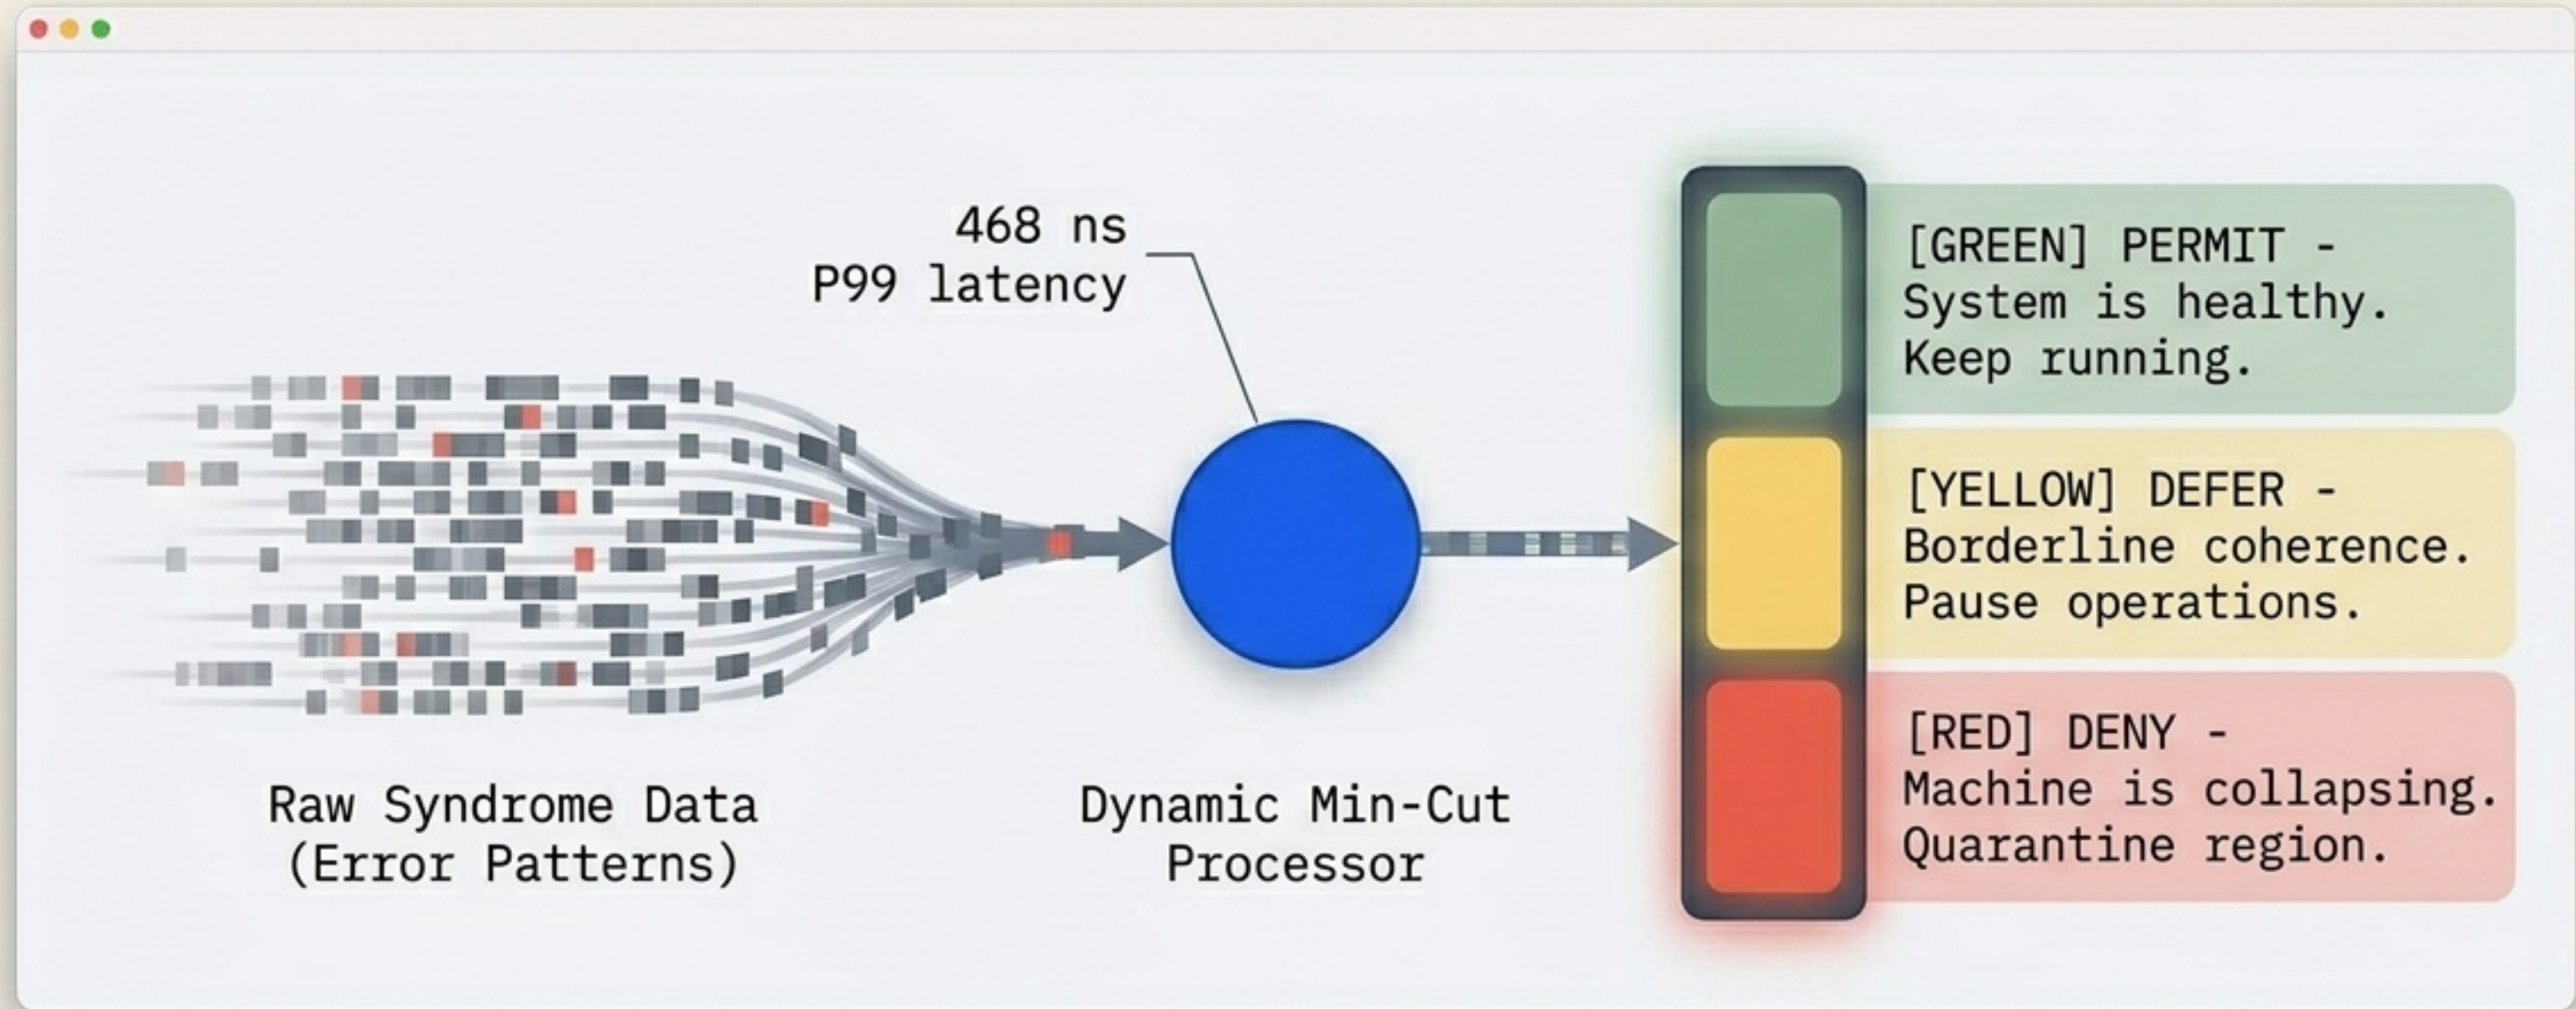 468 ns
P99 latency
Raw Syndrome Data
(Error Patterns)
Dynamic Min-Cut
Processor
[GREEN] PERMIT -
System is healthy.
Keep running.
[YELLOW] DEFER -
Borderline coherence.
Pause operations.
[RED] DENY -
Machine is collapsing.
Quarantine region.